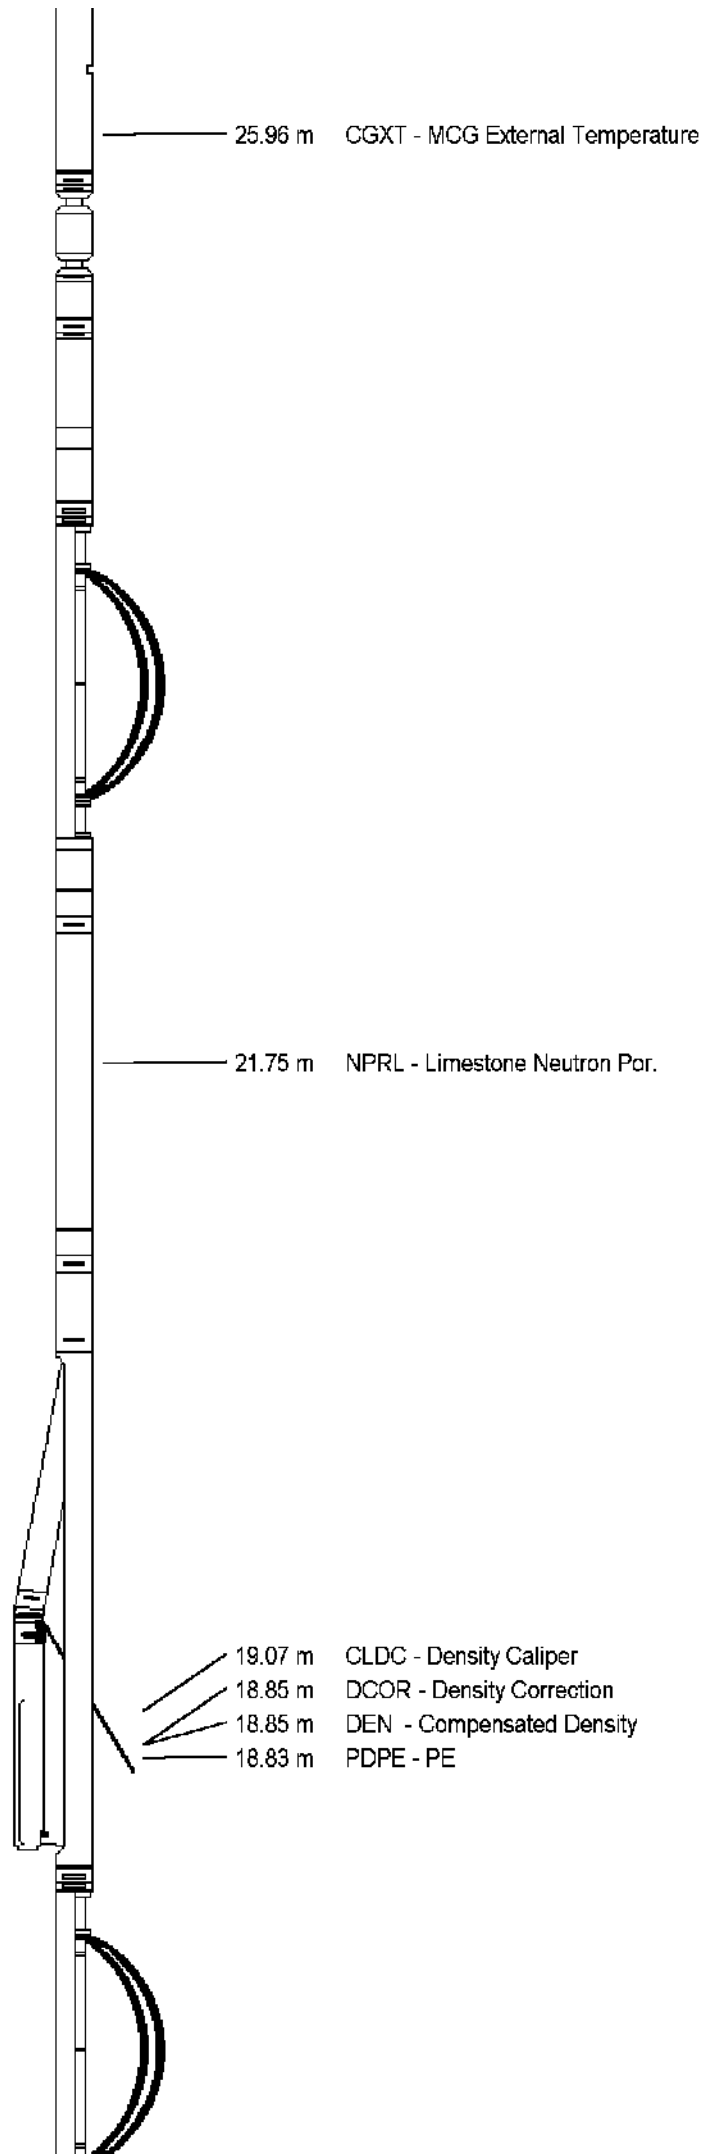 25.96 m CGXT - MCG External Temperature
21.75 m NPRL - Limestone Neutron Por.
19.07 m CLDC - Density Caliper
18.85 m DCOR - Density Correction
18.85 m DEN - Compensated Density
18.83 m PDPE - PE